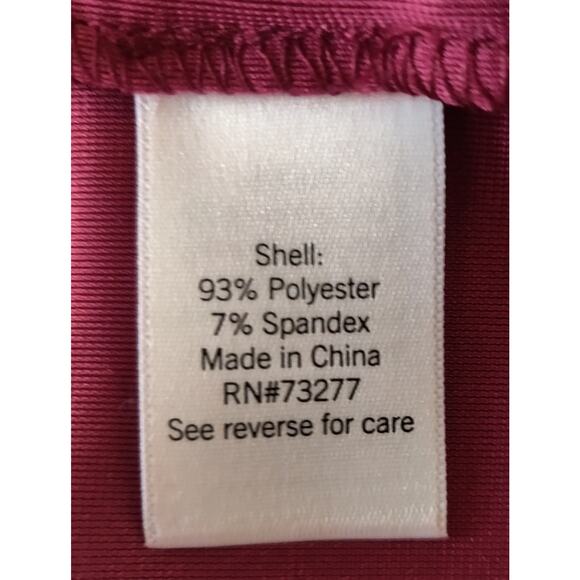 Shell:
93% Polyester
7% Spandex
Made in China
RN#73277
See reverse for care